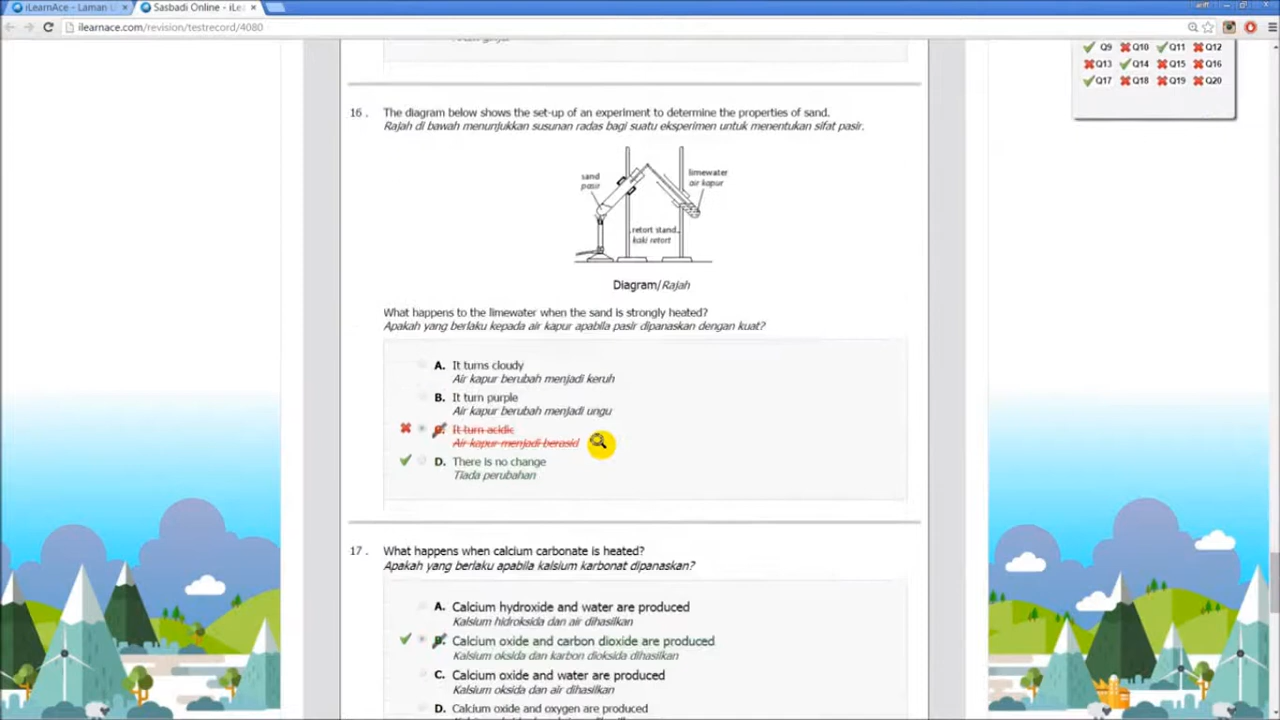 iLearnAce - Laman U
Sasbadi Online - iLe
ilearnace.com/revision/testrecord/4080
Q9 Q10 Q11 Q12
Q13 Q14 Q15 Q16
Q17 Q18 Q19 Q20
16 . The diagram below shows the set-up of an experiment to determine the properties of sand.
Rajah di bawah menunjukkan susunan radas bagi suatu eksperimen untuk menentukan sifat pasir.
sand
pasir
limewater
air kapur
retort stand
kaki retort
Diagram/Rajah
What happens to the limewater when the sand is strongly heated?
Apakah yang berlaku kepada air kapur apabila pasir dipanaskan dengan kuat?
A. It turns cloudy
Air kapur berubah menjadi keruh
B. It turn purple
Air kapur berubah menjadi ungu
C. It turn acidic
Air kapur menjadi berasid
D. There is no change
Tiada perubahan
17 . What happens when calcium carbonate is heated?
Apakah yang berlaku apabila kalsium karbonat dipanaskan?
A. Calcium hydroxide and water are produced
Kalsium hidroksida dan air dihasilkan
B. Calcium oxide and carbon dioxide are produced
Kalsium oksida dan karbon dioksida dihasilkan
C. Calcium oxide and water are produced
Kalsium oksida dan air dihasilkan
D. Calcium oxide and oxygen are produced